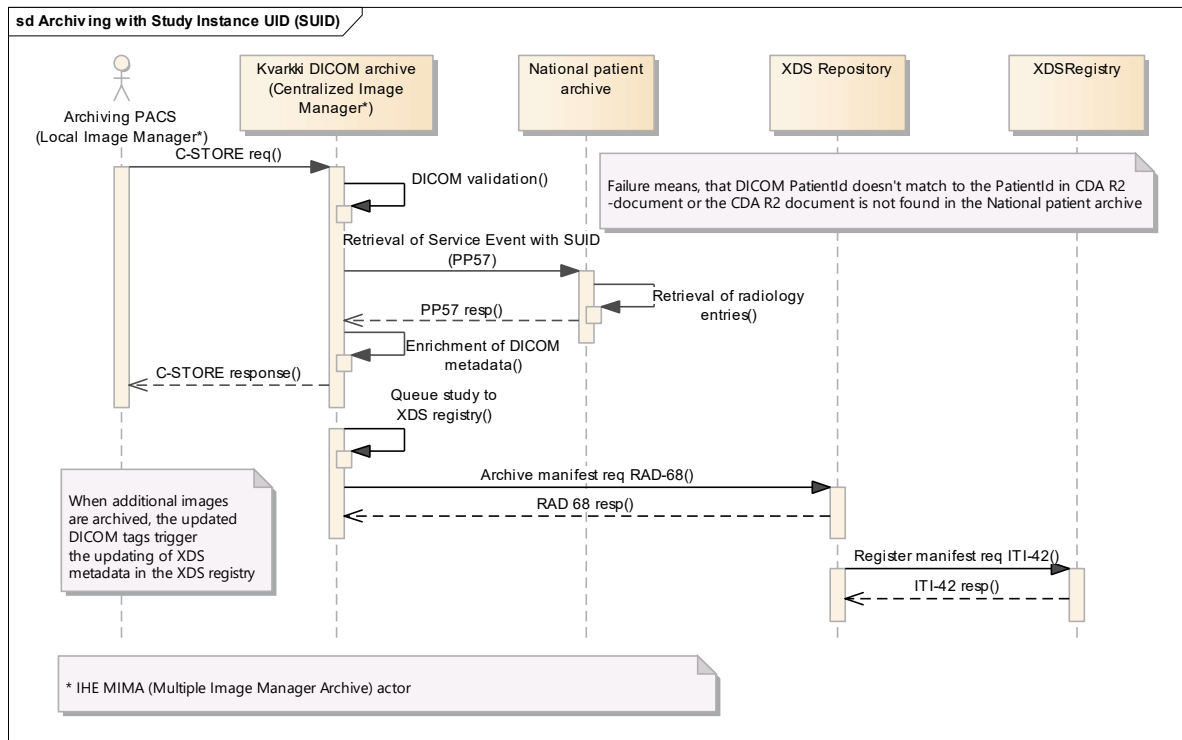 sd Archiving with Study Instance UID (SUID)
Archiving PACS
(Local Image Manager*)
Kvarkki DICOM archive
(Centralized Image
Manager*)
National patient
archive
XDS Repository
XDSRegistry
C-STORE req()
DICOM validation()
Failure means, that DICOM PatientId doesn't match to the PatientId in CDA R2
-document or the CDA R2 document is not found in the National patient archive
Retrieval of Service Event with SUID
(PP57)
Retrieval of radiology
entries()
PP57 resp()
Enrichment of DICOM
metadata()
C-STORE response()
Queue study to
XDS registry()
Archive manifest req RAD-68()
RAD 68 resp()
When additional images
are archived, the updated
DICOM tags trigger
the updating of XDS
metadata in the XDS registry
Register manifest req ITI-42()
ITI-42 resp()
* IHE MIMA (Multiple Image Manager Archive) actor